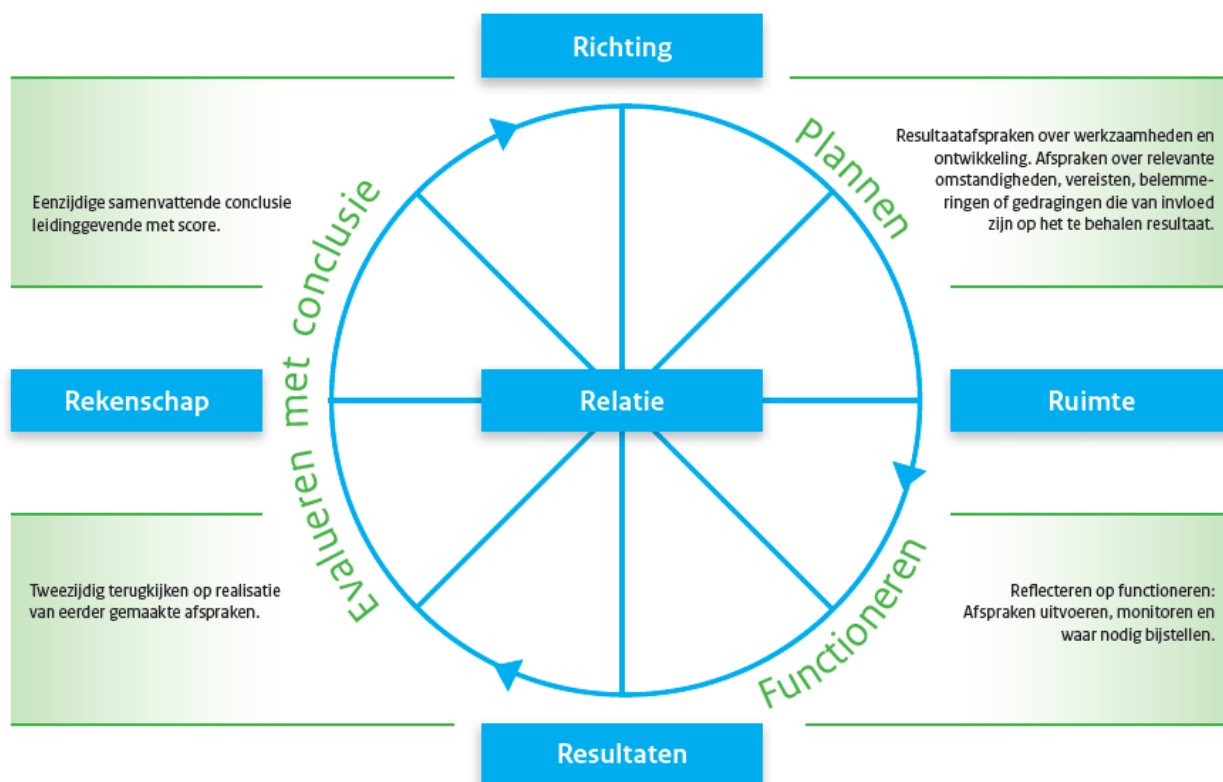 Richting
Plannen
Resultaatafspraken over werkzaamheden en
ontwikkeling. Afspraken over relevante
omstandigheden, vereisten, belemme-
ringen of gedragingen die van invloed
zijn op het te behalen resultaat.
Eenzijdige samenvattende conclusie
leidinggevende met score.
Evalueren met conclusie
Rekenschap
Relatie
Ruimte
Tweezijdig terugkijken op realisatie
van eerder gemaakte afspraken.
Functioneren
Reflecteren op functioneren:
Afspraken uitvoeren, monitoren en
waar nodig bijstellen.
Resultaten